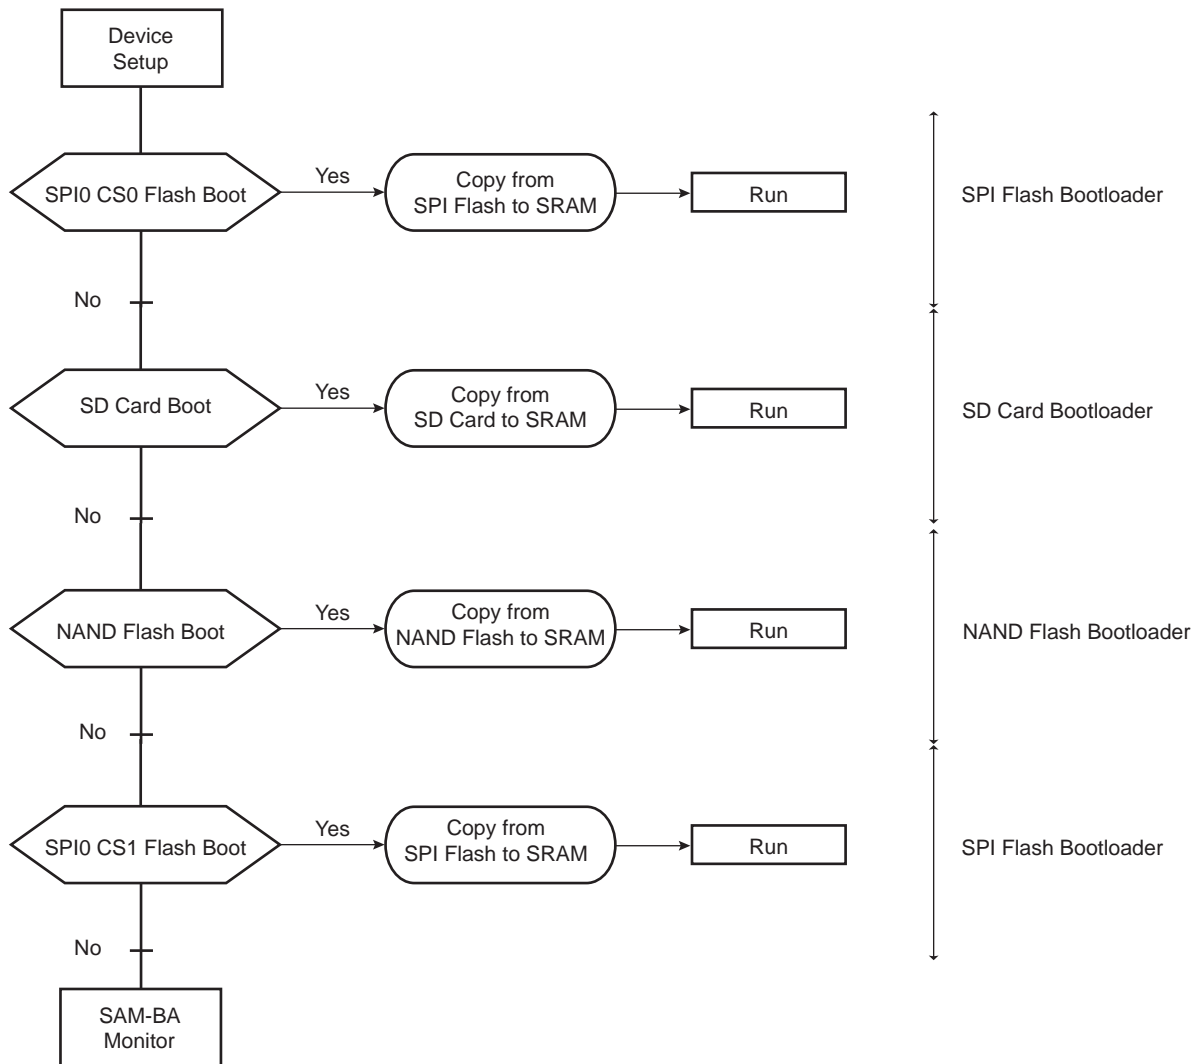 Device
Setup
SPI0 CS0 Flash Boot
Yes
Copy from
SPI Flash to SRAM
Run
SPI Flash Bootloader
No
SD Card Boot
Yes
Copy from
SD Card to SRAM
Run
SD Card Bootloader
No
NAND Flash Boot
Yes
Copy from
NAND Flash to SRAM
Run
NAND Flash Bootloader
No
SPI0 CS1 Flash Boot
Yes
Copy from
SPI Flash to SRAM
Run
SPI Flash Bootloader
No
SAM-BA
Monitor